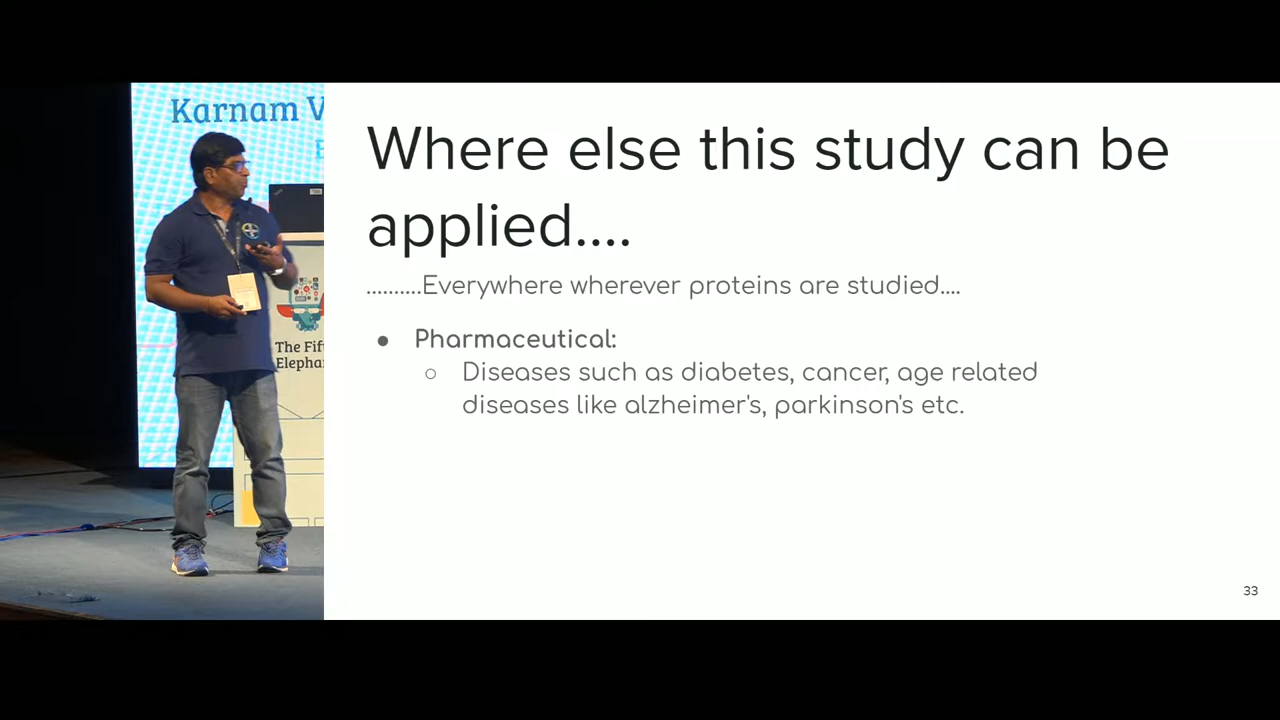 Karnam V
Where else this study can be
applied....
..........Everywhere wherever proteins are studied....
● Pharmaceutical:
○ Diseases such as diabetes, cancer, age related
diseases like alzheimer's, parkinson's etc.
The Fif
Elepha
33